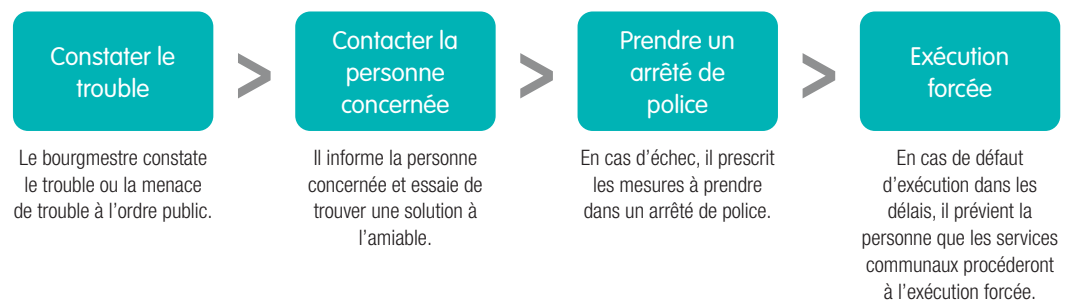 Constater le
trouble
>
Contacter la
personne
concernée
>
Prendre un
arrêté de
police
>
Exécution
forcée
Le bourgmestre constate
le trouble ou la menace
de trouble à l’ordre public.
Il informe la personne
concernée et essaie de
trouver une solution à
l’amiable.
En cas d’échec, il prescrit
les mesures à prendre
dans un arrêté de police.
En cas de défaut
d’exécution dans les
délais, il prévient la
personne que les services
communaux procéderont
à l’exécution forcée.